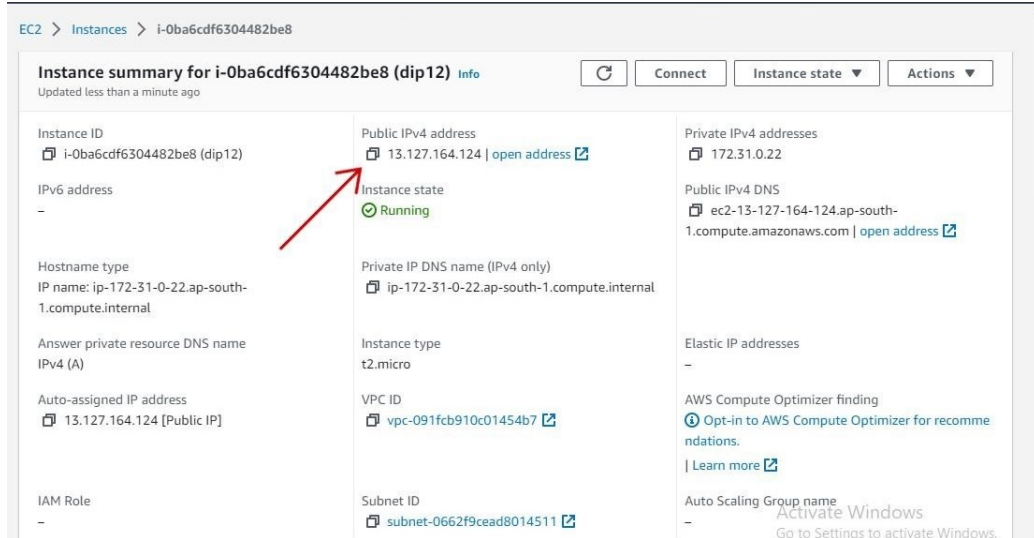 EC2 > Instances > i-0ba6cdf6304482be8
Instance summary for i-0ba6cdf6304482be8 (dip12) Info
Connect
Instance state ▼
Actions ▼
Updated less than a minute ago
Instance ID
i-0ba6cdf6304482be8 (dip12)
Public IPv4 address
13.127.164.124 | open address
Private IPv4 addresses
172.31.0.22
IPv6 address
–
Instance state
Running
Public IPv4 DNS
ec2-13-127-164-124.ap-south-
1.compute.amazonaws.com | open address
Hostname type
IP name: ip-172-31-0-22.ap-south-
1.compute.internal
Private IP DNS name (IPv4 only)
ip-172-31-0-22.ap-south-1.compute.internal
Answer private resource DNS name
IPv4 (A)
Instance type
t2.micro
Elastic IP addresses
–
Auto-assigned IP address
13.127.164.124 [Public IP]
VPC ID
vpc-091fcb910c01454b7
AWS Compute Optimizer finding
Opt-in to AWS Compute Optimizer for recomme
ndations.
| Learn more
IAM Role
–
Subnet ID
subnet-0662f9cead8014511
Auto Scaling Group name
–
Activate Windows
Go to Settings to activate Windows.